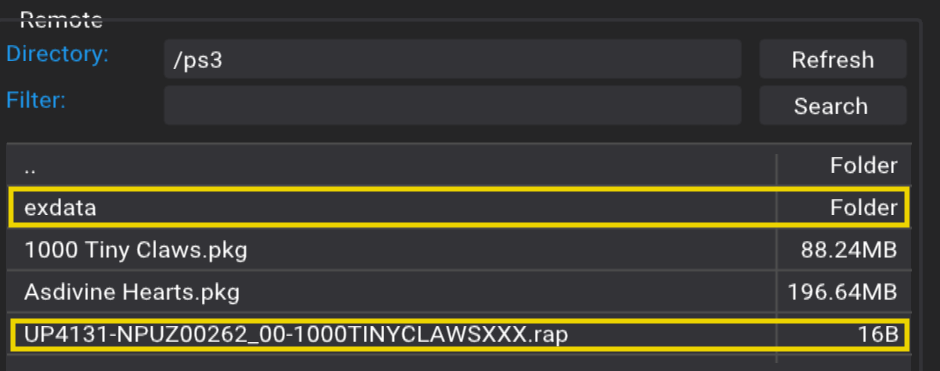 Remote
Directory: /ps3 Refresh
Filter: Search
.. Folder
exdata Folder
1000 Tiny Claws.pkg 88.24MB
Asdivine Hearts.pkg 196.64MB
UP4131-NPUZ00262_00-1000TINYCLAWSXXX.rap 16B